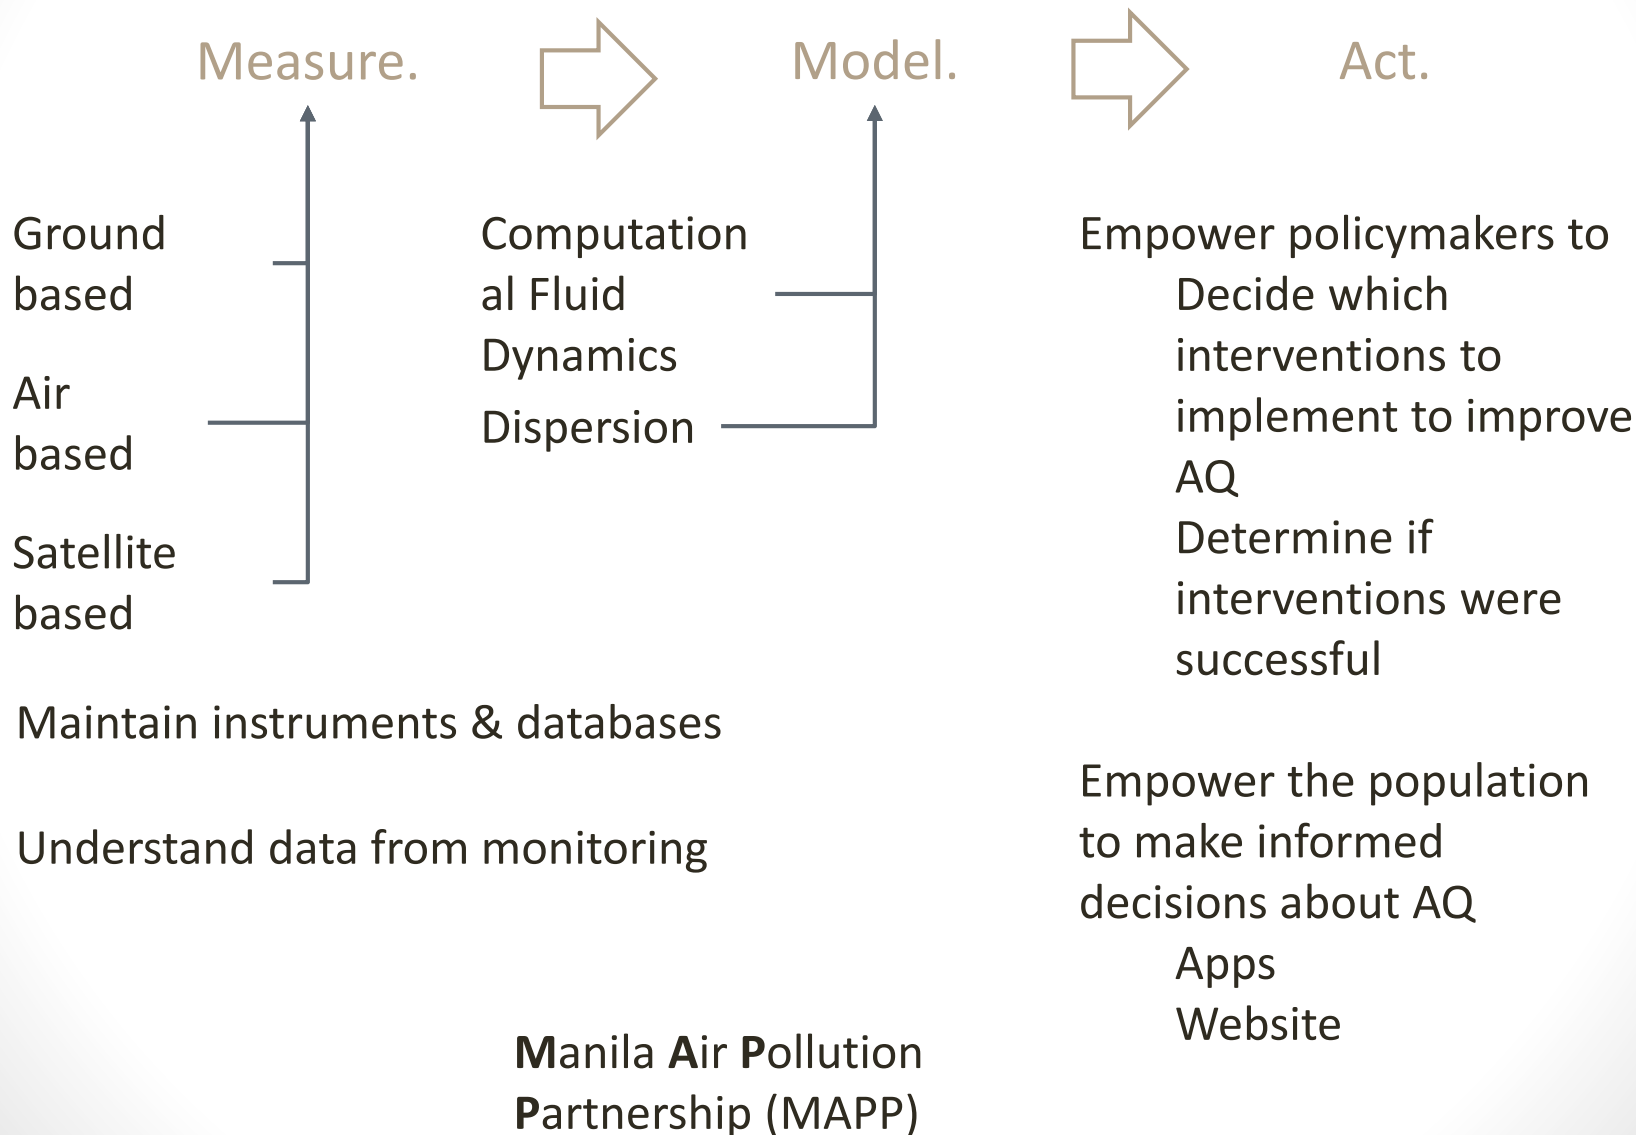 Measure.
Model.
Act.
Ground
based
Air
based
Satellite
based
Computation
al Fluid
Dynamics
Dispersion
Maintain instruments & databases
Understand data from monitoring
Empower policymakers to
Decide which
interventions to
implement to improve
AQ
Determine if
interventions were
successful
Empower the population
to make informed
decisions about AQ
Apps
Website
Manila Air Pollution
Partnership (MAPP)